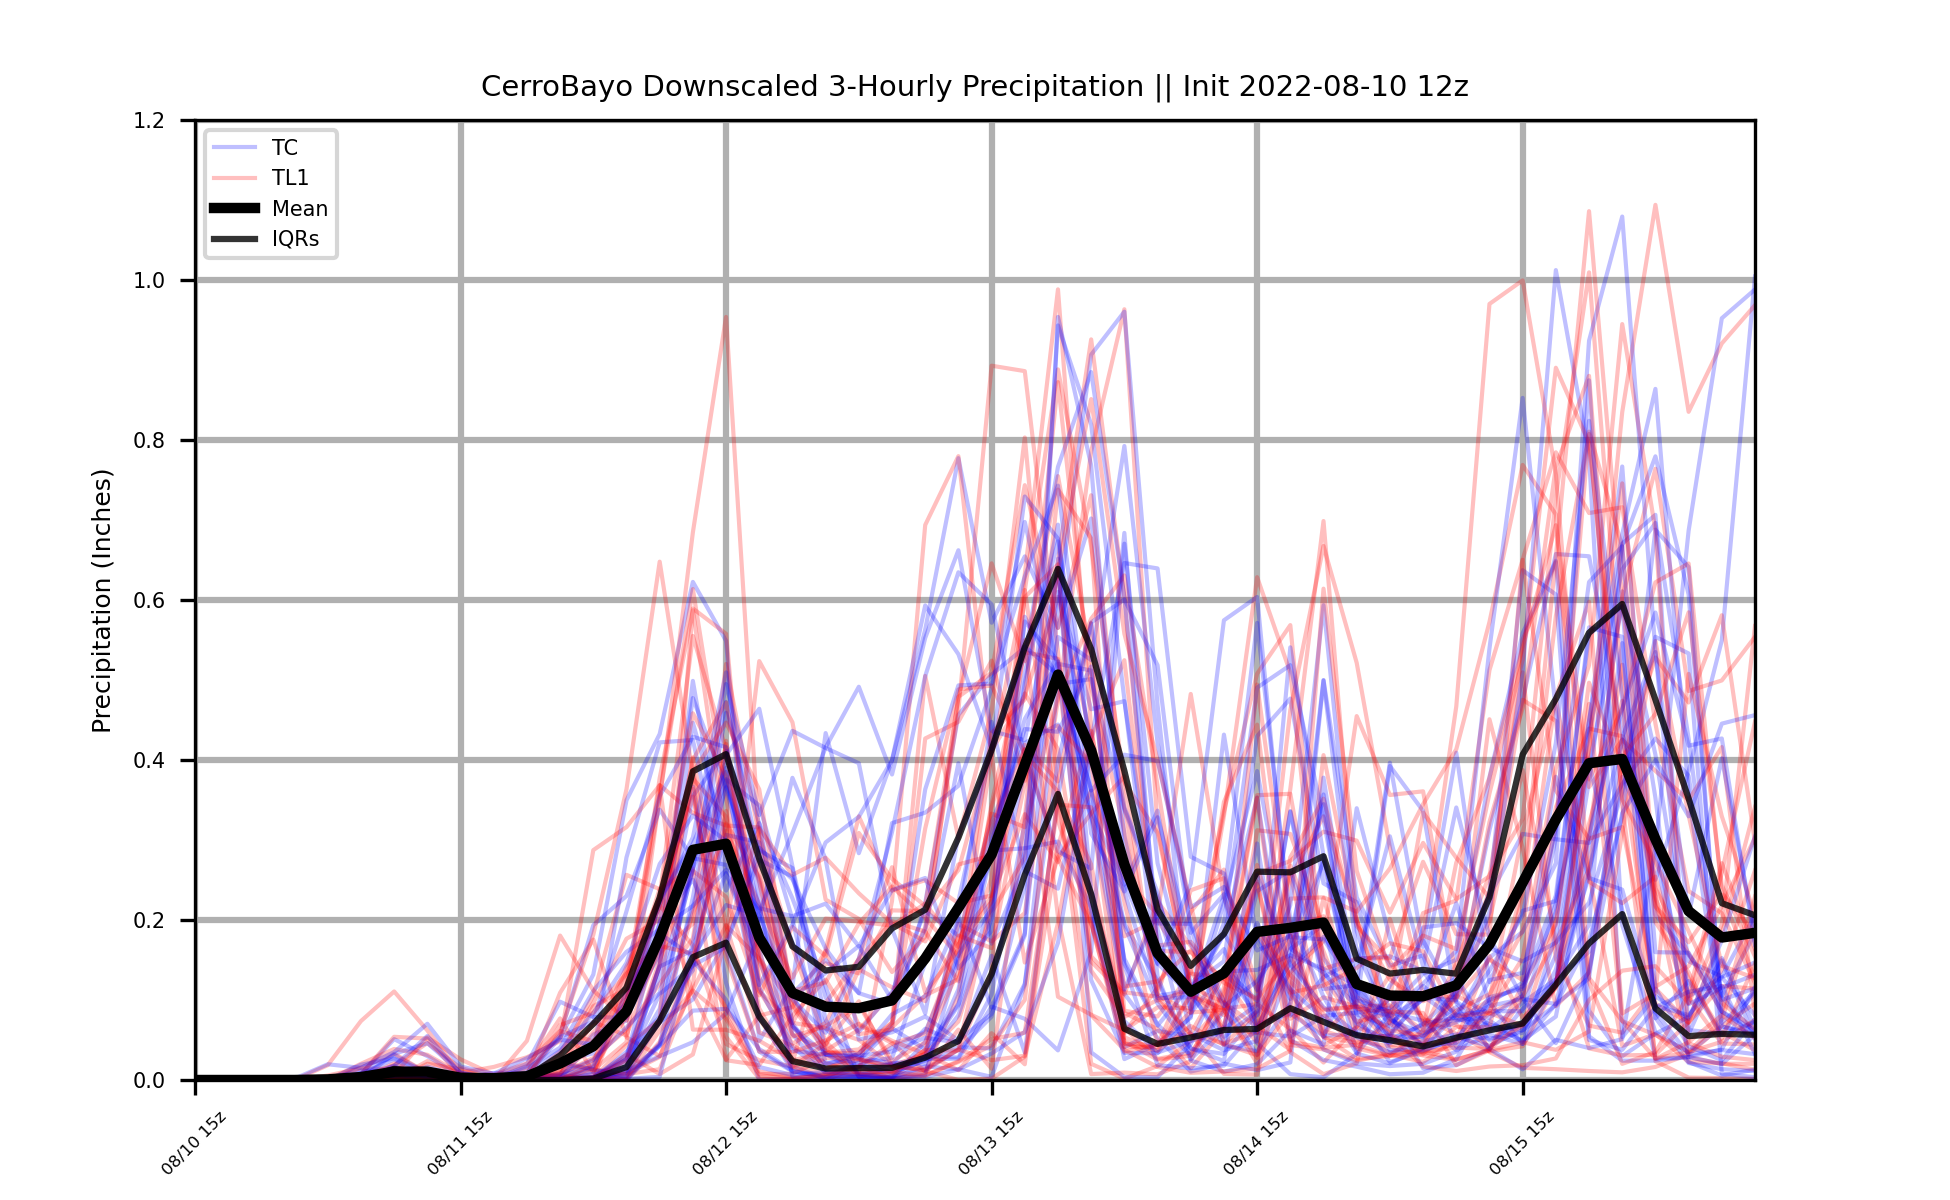 CerroBayo Downscaled 3-Hourly Precipitation || Init 2022-08-10 12z
1.2
1.0
0.8
0.6
0.4
0.2
0.0
Precipitation (Inches)
TC
TL1
Mean
IQRs
08/10 15z
08/11 15z
08/12 15z
08/13 15z
08/14 15z
08/15 15z